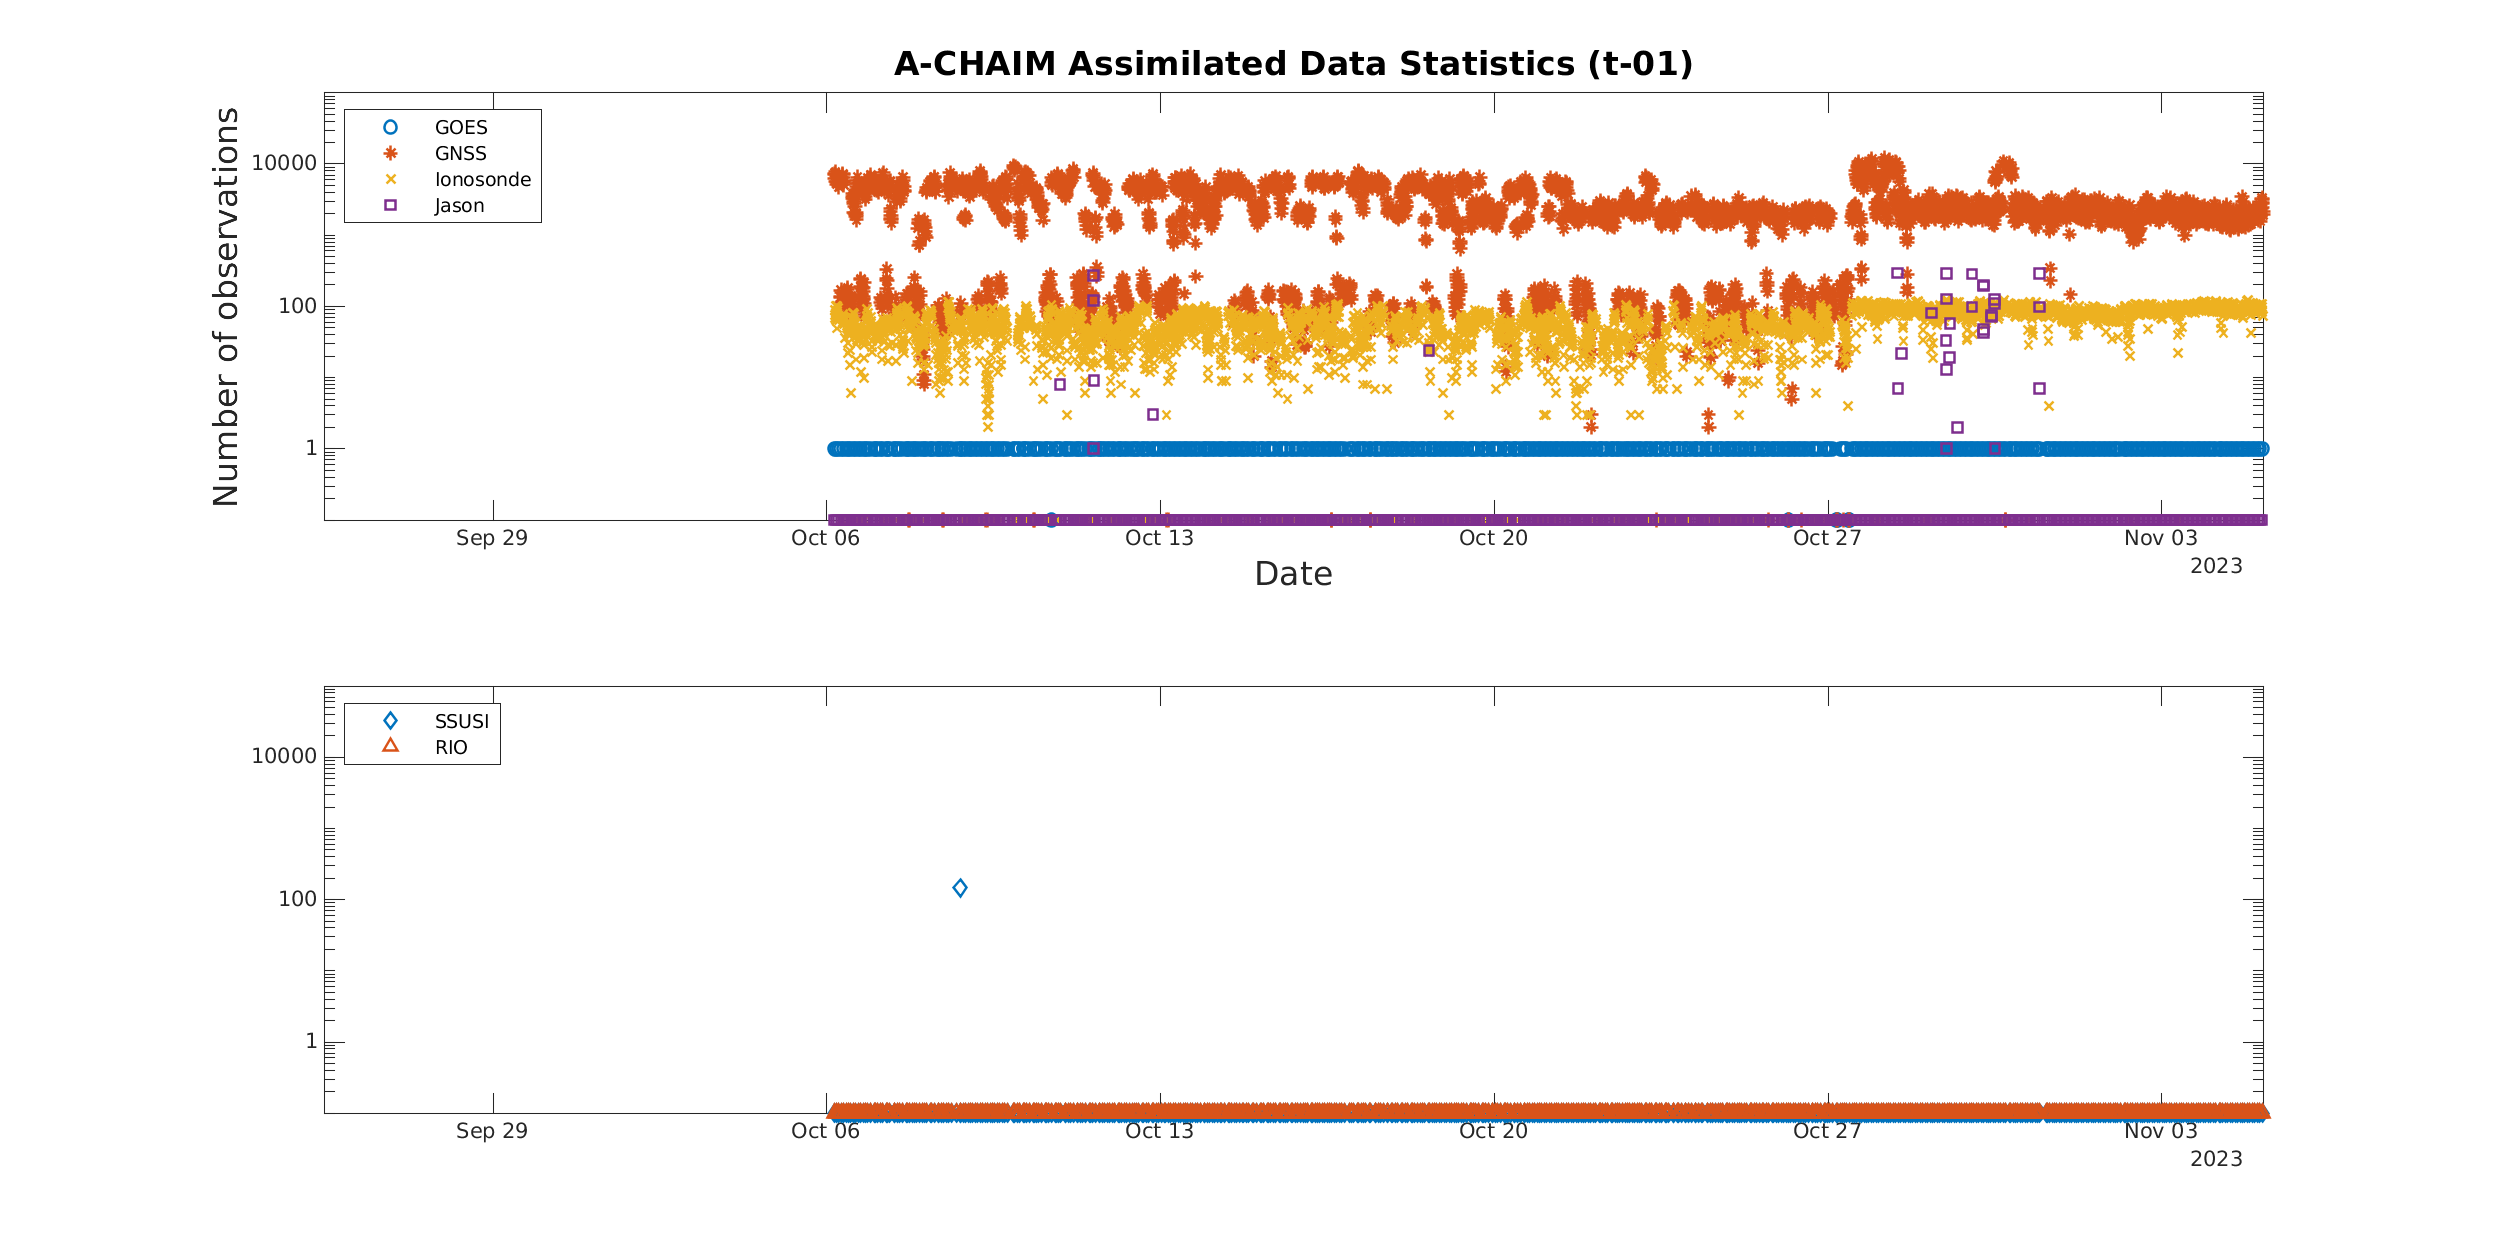 A-CHAIM Assimilated Data Statistics (t-01)
Number of observations
10000
100
1
GOES
GNSS
Ionosonde
Jason
Sep 29 Oct 06 Oct 13 Oct 20 Oct 27 Nov 03
2023
Date
10000
100
1
SSUSI
RIO
Sep 29 Oct 06 Oct 13 Oct 20 Oct 27 Nov 03
2023